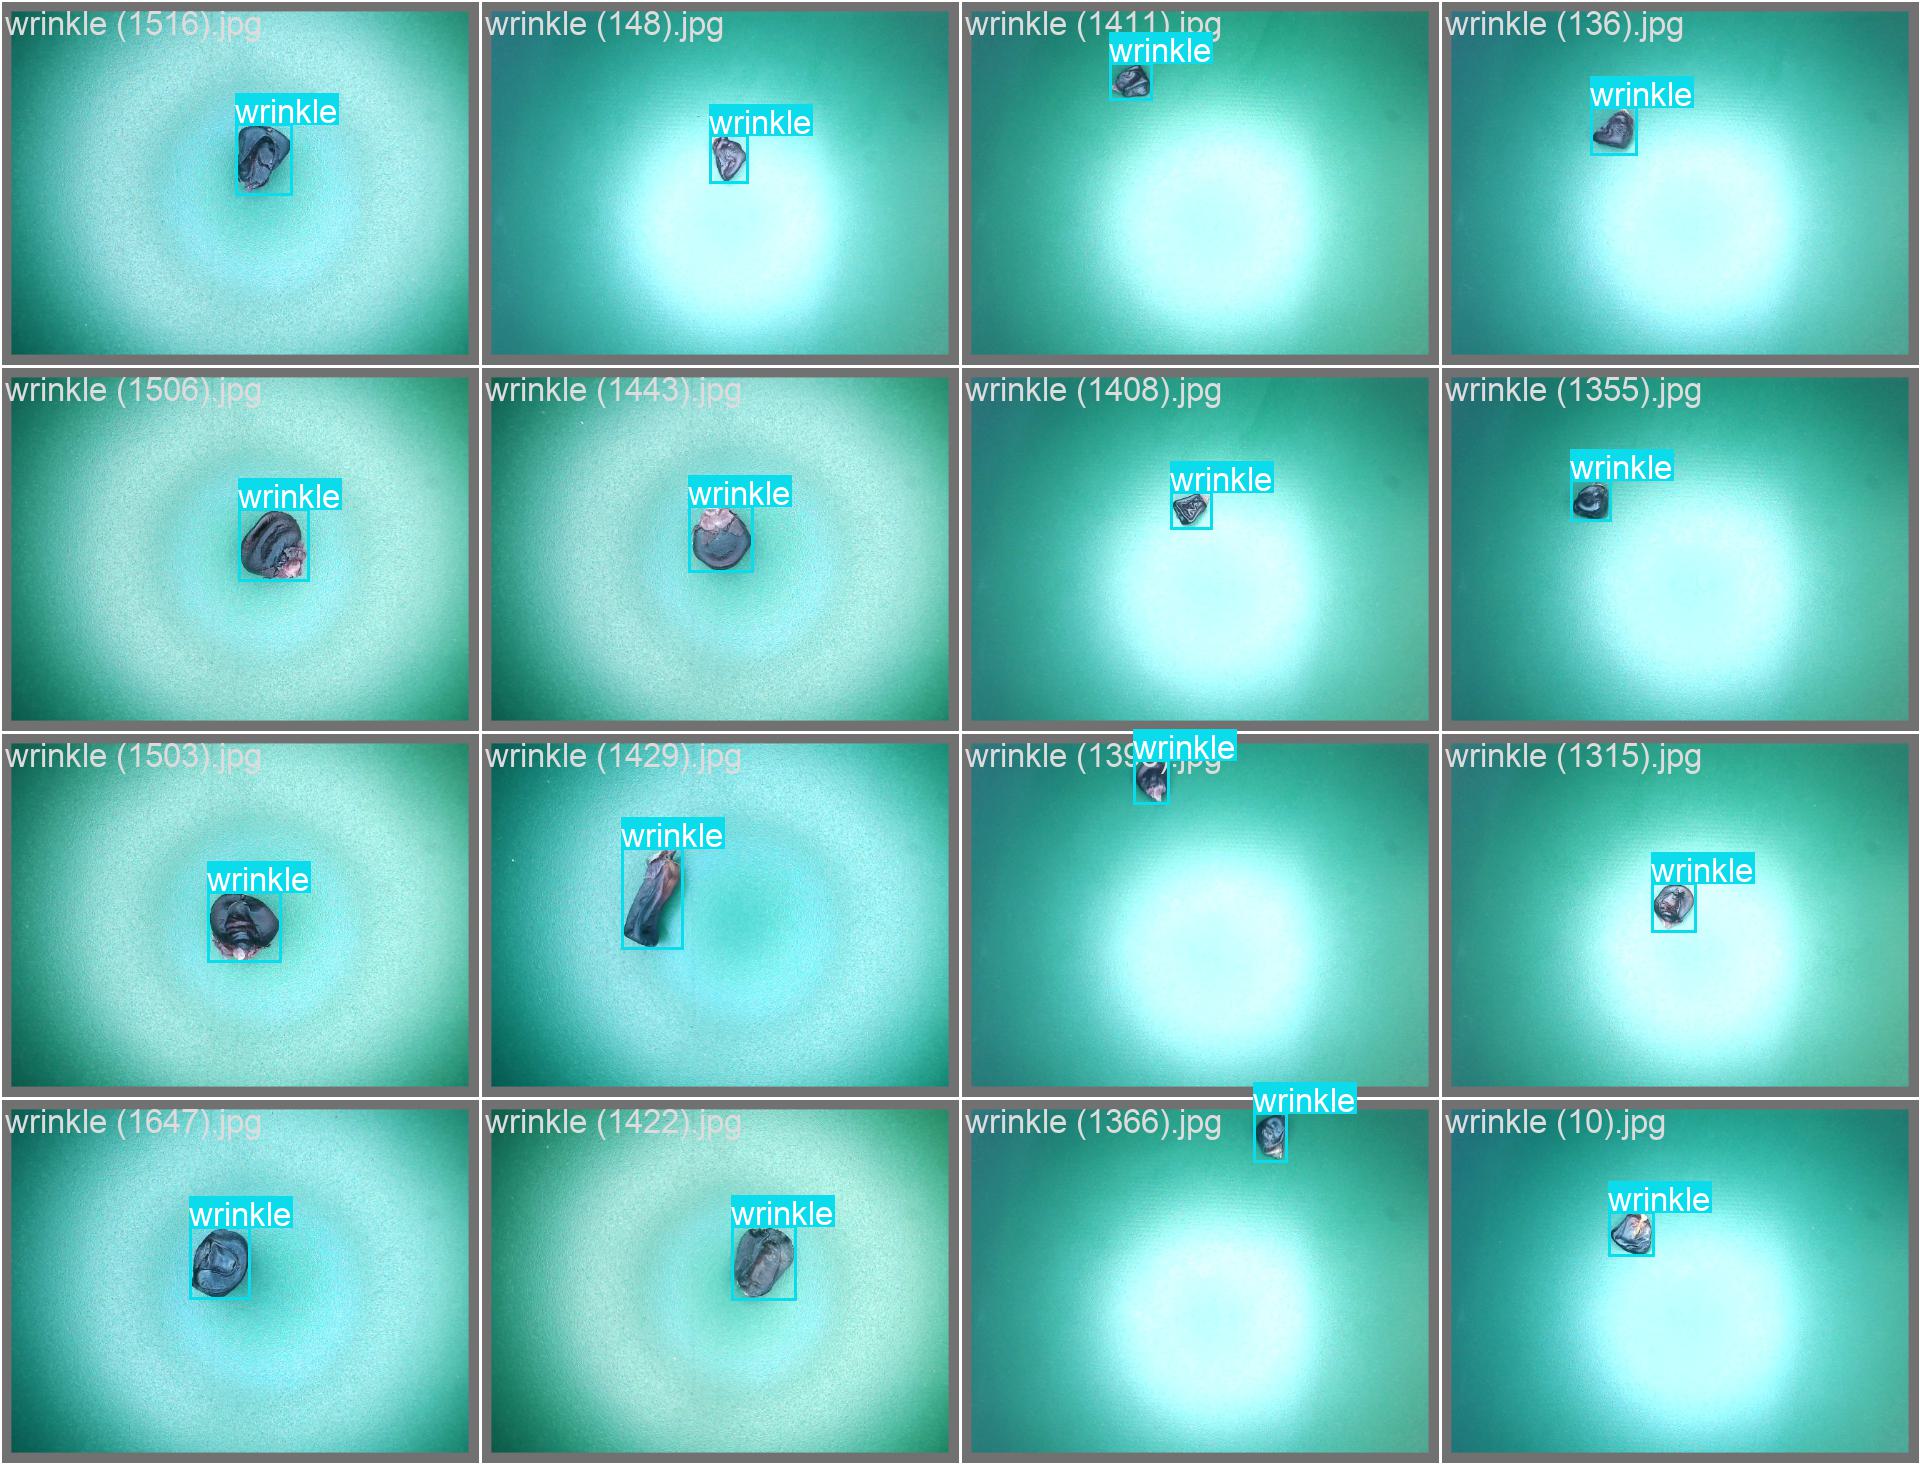 wrinkle (1516).jpg
wrinkle
wrinkle (148).jpg
wrinkle
wrinkle (1411).jpg
wrinkle
wrinkle (136).jpg
wrinkle
wrinkle (1506).jpg
wrinkle
wrinkle (1443).jpg
wrinkle
wrinkle (1408).jpg
wrinkle
wrinkle (1355).jpg
wrinkle
wrinkle (1503).jpg
wrinkle
wrinkle (1429).jpg
wrinkle
wrinkle
wrinkle
wrinkle (1315).jpg
wrinkle
wrinkle (1647).jpg
wrinkle
wrinkle (1422).jpg
wrinkle
wrinkle (1366).jpg
wrinkle
wrinkle (10).jpg
wrinkle